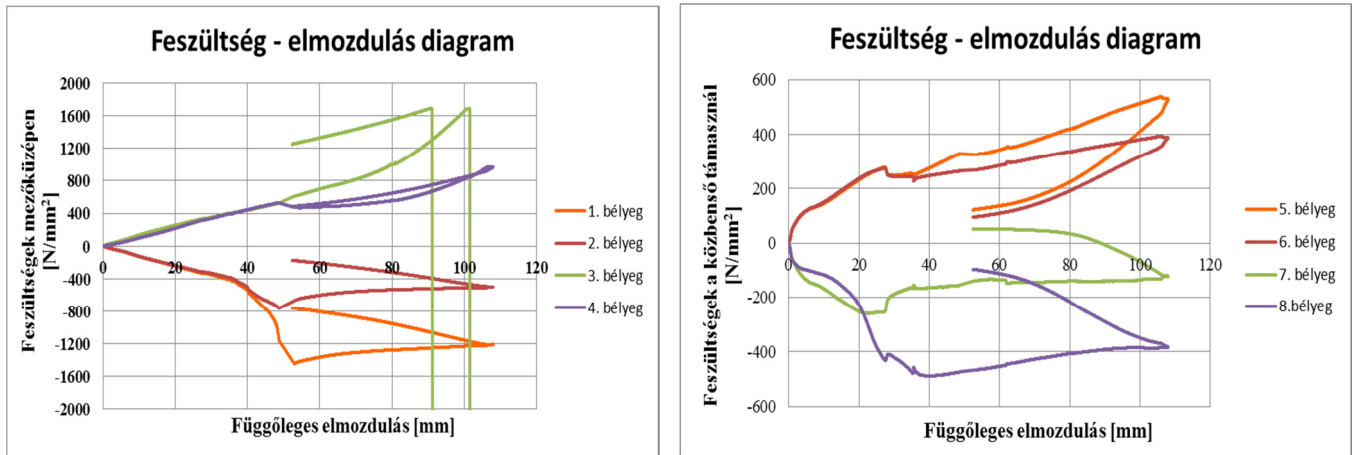 Feszültség - elmozdulás diagram
Feszültségek mezőküzépen
[N/mm²]
2000
1600
1200
800
400
0
-400
-800
-1200
-1600
-2000
0 20 40 60 80 100 120
Függőleges elmozdulás [mm]
1. bélyeg
2. bélyeg
3. bélyeg
4. bélyeg
Feszültség - elmozdulás diagram
Feszültségek a közbenső támasznál
[N/mm²]
600
400
200
0
-200
-400
-600
0 20 40 60 80 100 120
Függőleges elmozdulás [mm]
5. bélyeg
6. bélyeg
7. bélyeg
8.bélyeg